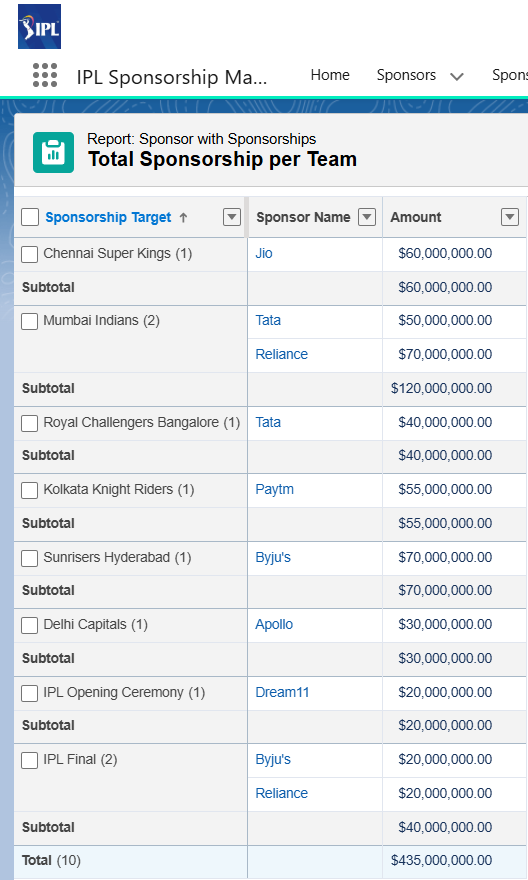 IPL
IPL Sponsorship Ma... Home Sponsors Spons
Report: Sponsor with Sponsorships
Total Sponsorship per Team
Sponsorship Target ↑ Sponsor Name Amount
Chennai Super Kings (1) Jio $60,000,000.00
Subtotal $60,000,000.00
Mumbai Indians (2) Tata $50,000,000.00
Reliance $70,000,000.00
Subtotal $120,000,000.00
Royal Challengers Bangalore (1) Tata $40,000,000.00
Subtotal $40,000,000.00
Kolkata Knight Riders (1) Paytm $55,000,000.00
Subtotal $55,000,000.00
Sunrisers Hyderabad (1) Byju's $70,000,000.00
Subtotal $70,000,000.00
Delhi Capitals (1) Apollo $30,000,000.00
Subtotal $30,000,000.00
IPL Opening Ceremony (1) Dream11 $20,000,000.00
Subtotal $20,000,000.00
IPL Final (2) Byju's $20,000,000.00
Reliance $20,000,000.00
Subtotal $40,000,000.00
Total (10) $435,000,000.00